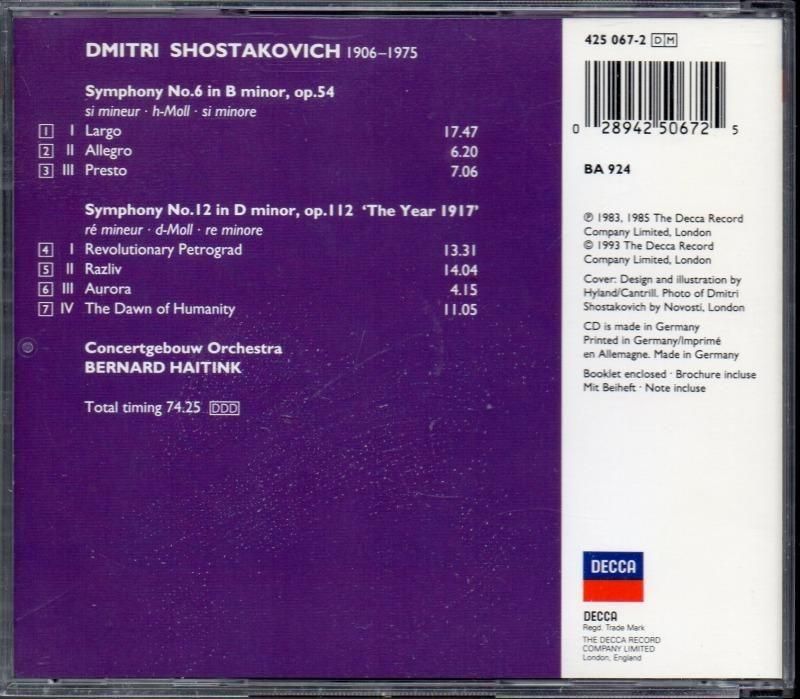 DMITRI SHOSTAKOVICH 1906–1975
Symphony No.6 in B minor, op.54
si mineur · h-Moll · si minore
1 I Largo 17.47
2 II Allegro 6.20
3 III Presto 7.06
Symphony No.12 in D minor, op.112 ‘The Year 1917’
ré mineur · d-Moll · re minore
4 I Revolutionary Petrograd 13.31
5 II Razliv 14.04
6 III Aurora 4.15
7 IV The Dawn of Humanity 11.05
Concertgebouw Orchestra
BERNARD HAITINK
Total timing 74.25 DDD
425 067-2 DM
0 28942 50672 5
BA 924
℗ 1983, 1985 The Decca Record
Company Limited, London
© 1993 The Decca Record
Company Limited, London
Cover: Design and illustration by
Hyland/Cantrill. Photo of Dmitri
Shostakovich by Novosti, London
CD is made in Germany
Printed in Germany/Imprimé
en Allemagne. Made in Germany
Booklet enclosed · Brochure incluse
Mit Beiheft · Note incluse
DECCA
DECCA
Regd. Trade Mark
THE DECCA RECORD
COMPANY LIMITED
London, England